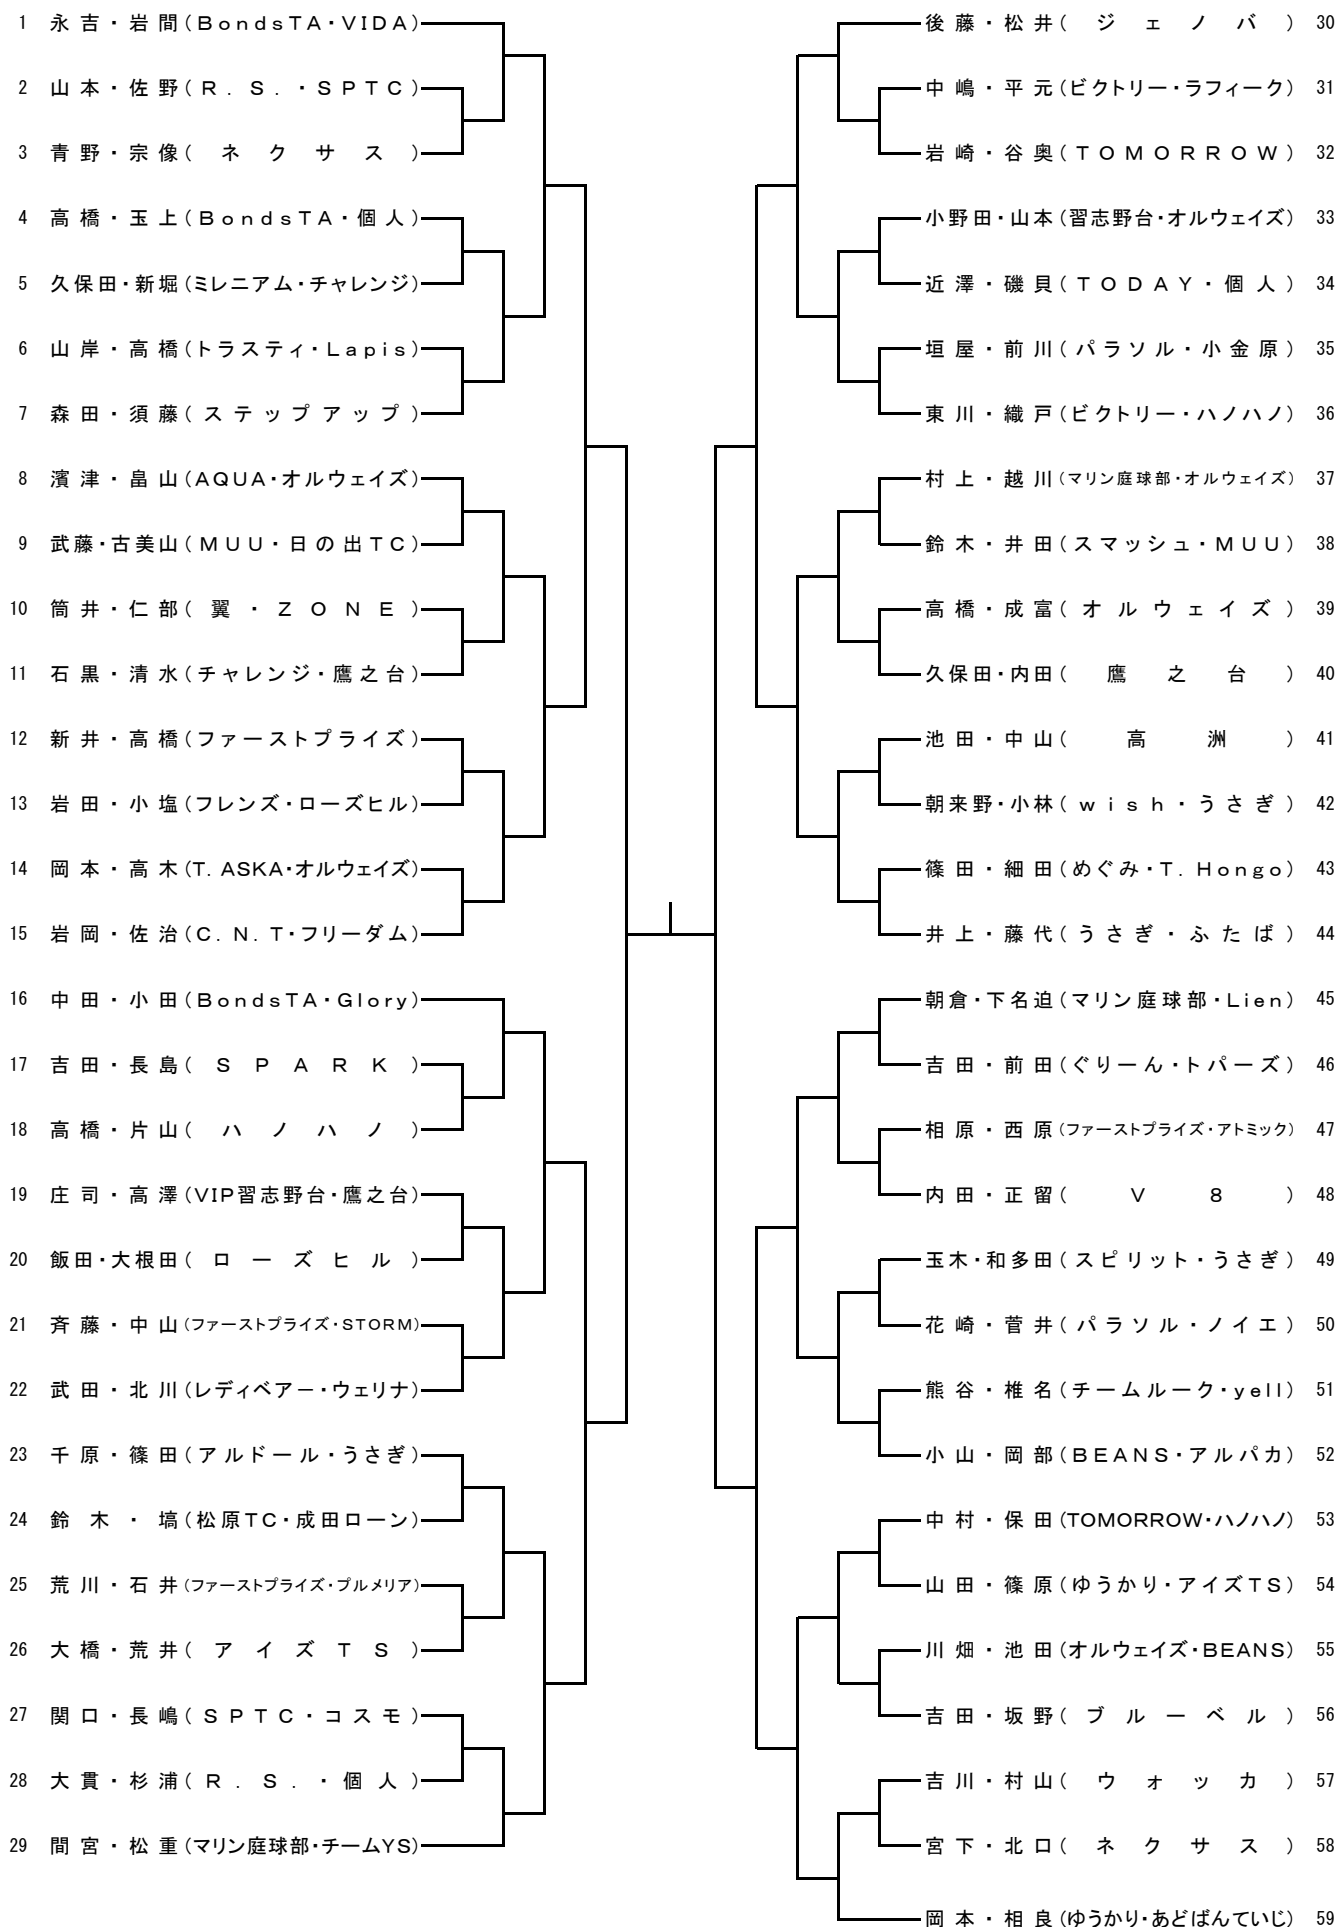 1 永吉・岩間(BondsTA・VIDA)
2 山本・佐野(R.S.・SPTC)
3 青野・宗像(ネクサス)
4 高橋・玉上(BondsTA・個人)
5 久保田・新堀(ミレニアム・チャレンジ)
6 山岸・高橋(トラスティ・Lapis)
7 森田・須藤(ステップアップ)
8 濱津・畠山(AQUA・オルウェイズ)
9 武藤・古美山(MUU・日の出TC)
10 筒井・仁部(翼・ZONE)
11 石黒・清水(チャレンジ・鷹之台)
12 新井・高橋(ファーストプライズ)
13 岩田・小塩(フレンズ・ローズヒル)
14 岡本・高木(T. ASKA・オルウェイズ)
15 岩岡・佐治(C. N. T・フリーダム)
16 中田・小田(BondsTA・Glory)
17 吉田・長島(SPARK)
18 高橋・片山(ハノハノ)
19 庄司・高澤(VIP習志野台・鷹之台)
20 飯田・大根田(ローズヒル)
21 斉藤・中山(ファーストプライズ・STORM)
22 武田・北川(レディベアー・ウェリナ)
23 千原・篠田(アルドール・うさぎ)
24 鈴木・塙(松原TC・成田ローン)
25 荒川・石井(ファーストプライズ・プルメリア)
26 大橋・荒井(アイズTS)
27 関口・長嶋(SPTC・コスモ)
28 大貫・杉浦(R.S.・個人)
29 間宮・松重(マリン庭球部・チームYS)
後藤・松井(ジェノバ) 30
中嶋・平元(ビクトリー・ラフィーク) 31
岩崎・谷奥(TOMORROW) 32
小野田・山本(習志野台・オルウェイズ) 33
近澤・磯貝(TODAY・個人) 34
垣屋・前川(パラソル・小金原) 35
東川・織戸(ビクトリー・ハノハノ) 36
村上・越川(マリン庭球部・オルウェイズ) 37
鈴木・井田(スマッシュ・MUU) 38
高橋・成富(オルウェイズ) 39
久保田・内田(鷹之台) 40
池田・中山(高洲) 41
朝来野・小林(wish・うさぎ) 42
篠田・細田(めぐみ・T. Hongo) 43
井上・藤代(うさぎ・ふたば) 44
朝倉・下名迫(マリン庭球部・Lien) 45
吉田・前田(ぐりーん・トパーズ) 46
相原・西原(ファーストプライズ・アトミック) 47
内田・正留(V8) 48
玉木・和多田(スピリット・うさぎ) 49
花崎・菅井(パラソル・ノイエ) 50
熊谷・椎名(チームルーク・yell) 51
小山・岡部(BEANS・アルパカ) 52
中村・保田(TOMORROW・ハノハノ) 53
山田・篠原(ゆうかり・アイズTS) 54
川畑・池田(オルウェイズ・BEANS) 55
吉田・坂野(ブルーベル) 56
吉川・村山(ウォッカ) 57
宮下・北口(ネクサス) 58
岡本・相良(ゆうかり・あどばんていじ) 59